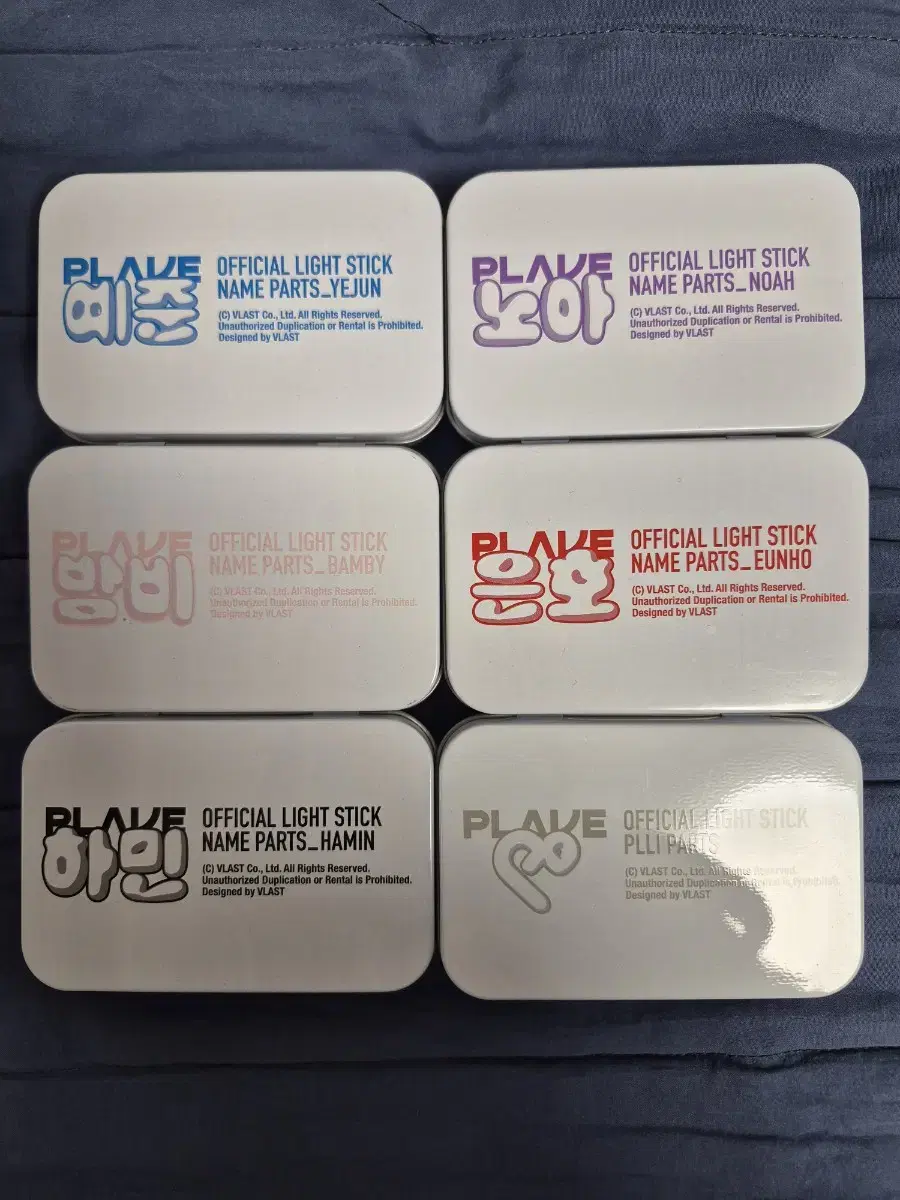 PLAVE
예준
OFFICIAL LIGHT STICK
NAME PARTS_YEJUN
(C) VLAST Co., Ltd. All Rights Reserved.
Unauthorized Duplication or Rental is Prohibited.
Designed by VLAST
PLAVE
노아
OFFICIAL LIGHT STICK
NAME PARTS_NOAH
(C) VLAST Co., Ltd. All Rights Reserved.
Unauthorized Duplication or Rental is Prohibited.
Designed by VLAST
PLAVE
밤비
OFFICIAL LIGHT STICK
NAME PARTS_BAMBY
(C) VLAST Co., Ltd. All Rights Reserved.
Unauthorized Duplication or Rental is Prohibited.
Designed by VLAST
PLAVE
은호
OFFICIAL LIGHT STICK
NAME PARTS_EUNHO
(C) VLAST Co., Ltd. All Rights Reserved.
Unauthorized Duplication or Rental is Prohibited.
Designed by VLAST
PLAVE
하민
OFFICIAL LIGHT STICK
NAME PARTS_HAMIN
(C) VLAST Co., Ltd. All Rights Reserved.
Unauthorized Duplication or Rental is Prohibited.
Designed by VLAST
PLAVE
OFFICIAL LIGHT STICK
PLLI PARTS
(C) VLAST Co., Ltd. All Rights Reserved.
Unauthorized Duplication or Rental is Prohibited.
Designed by VLAST